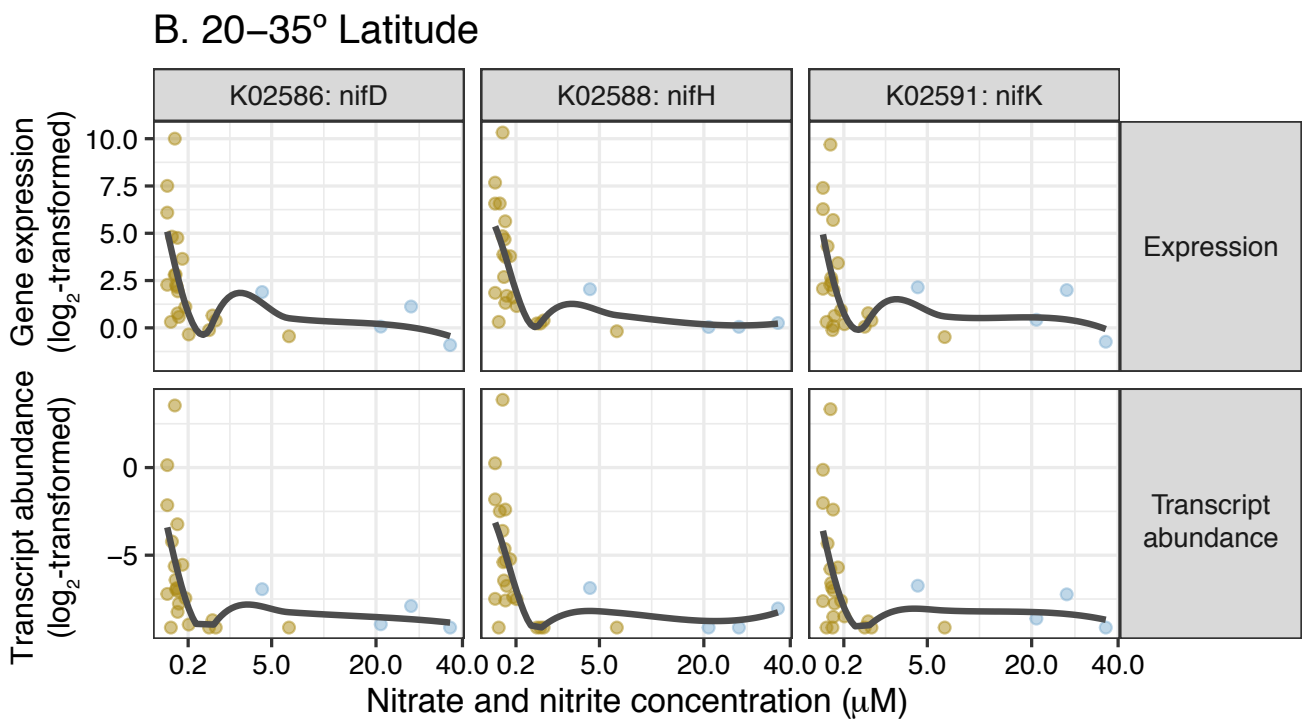 B. 20–35º Latitude
K02586: nifD
K02588: nifH
K02591: nifK
Gene expression
(log2-transformed)
10.0
7.5
5.0
2.5
0.0
Expression
Transcript abundance
(log2-transformed)
0
−5
Transcript
abundance
0.2 5.0 20.0 40.0
0.2 5.0 20.0 40.0
0.2 5.0 20.0 40.0
Nitrate and nitrite concentration (μM)